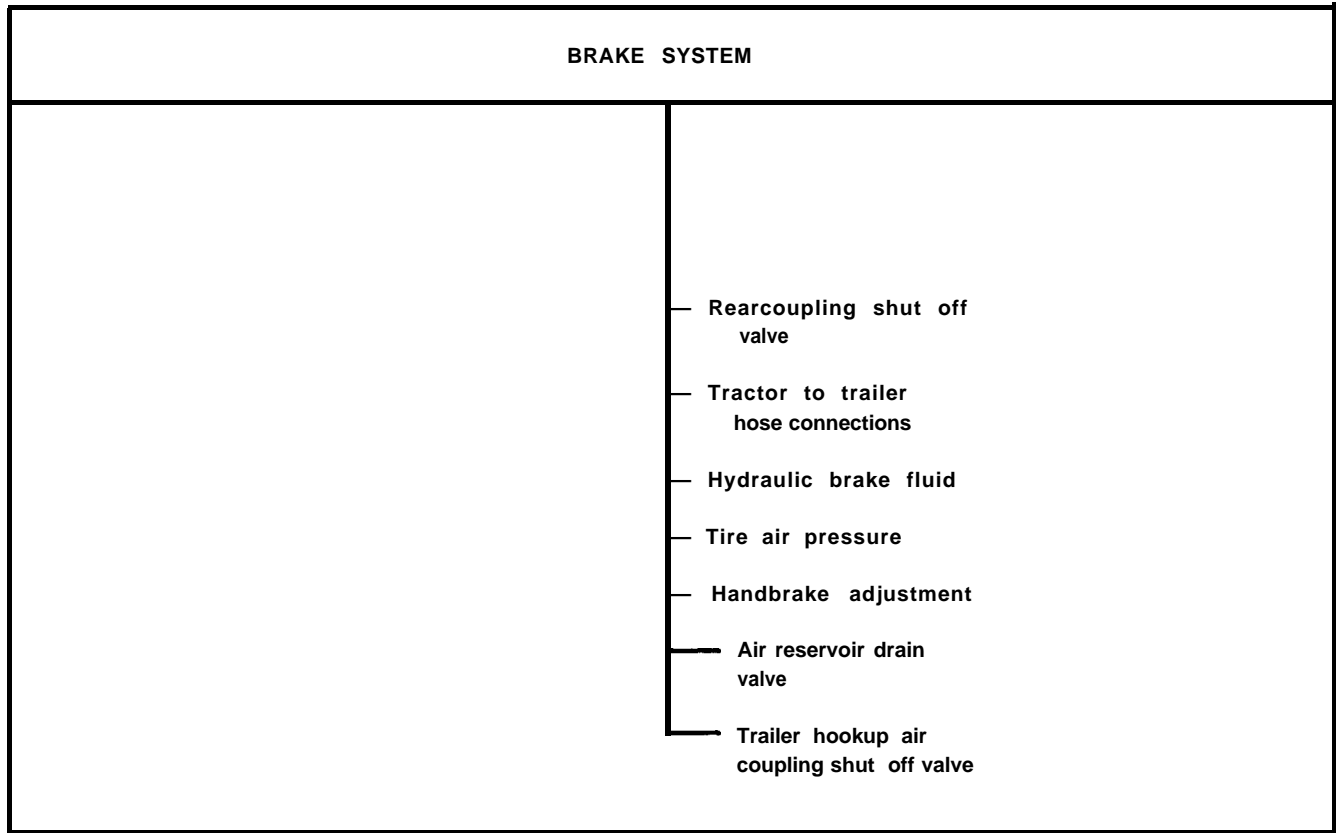 BRAKE SYSTEM
Rearcoupling shut off
valve
Tractor to trailer
hose connections
Hydraulic brake fluid
Tire air pressure
Handbrake adjustment
Air reservoir drain
valve
Trailer hookup air
coupling shut off valve